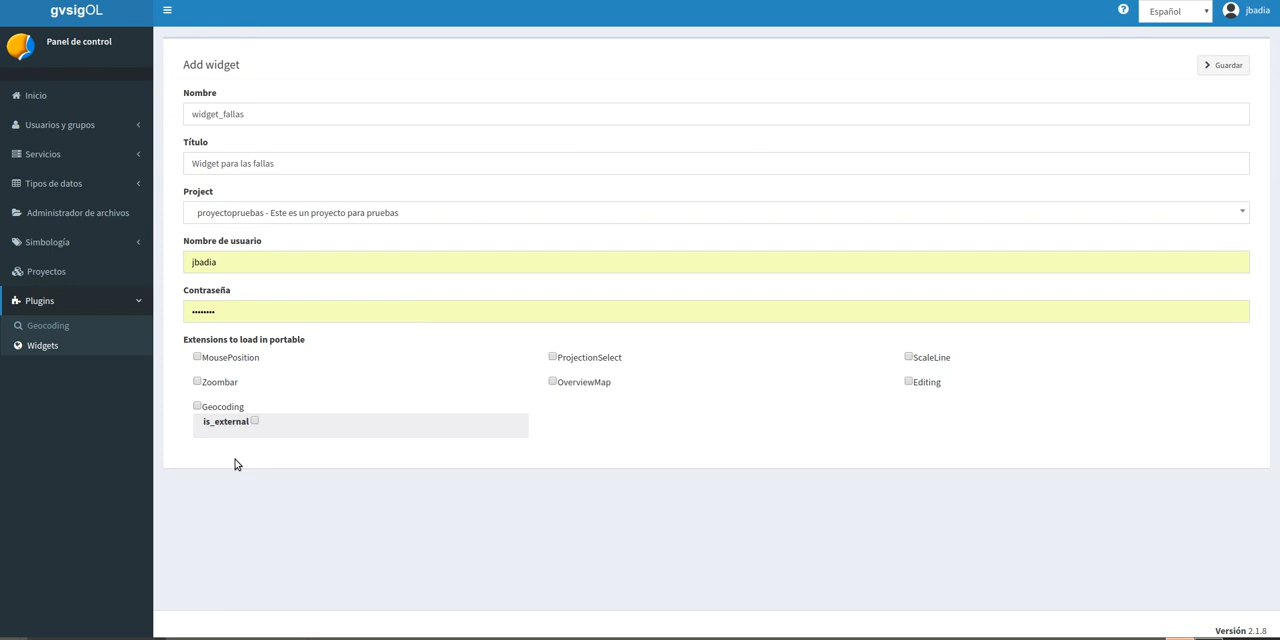 gvsigOL
Español
jbadia
Panel de control
Inicio
Usuarios y grupos
Servicios
Tipos de datos
Administrador de archivos
Simbología
Proyectos
Plugins
Geocoding
Widgets
Add widget
Guardar
Nombre
widget_fallas
Título
Widget para las fallas
Project
proyectopruebas - Este es un proyecto para pruebas
Nombre de usuario
jbadia
Contraseña
••••••••
Extensions to load in portable
MousePosition ProjectionSelect ScaleLine
Zoombar OverviewMap Editing
Geocoding
is_external
Versión 2.1.8